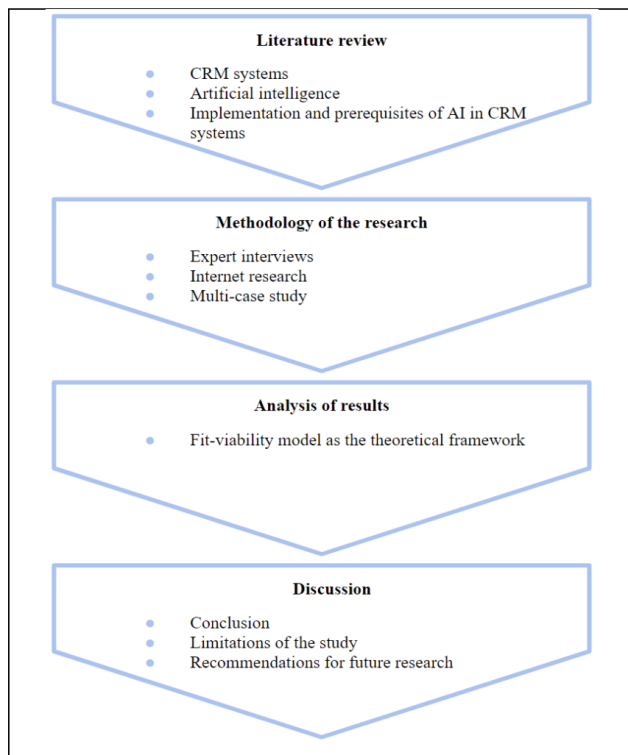 Literature review
CRM systems
Artificial intelligence
Implementation and prerequisites of AI in CRM
systems
Methodology of the research
Expert interviews
Internet research
Multi-case study
Analysis of results
Fit-viability model as the theoretical framework
Discussion
Conclusion
Limitations of the study
Recommendations for future research